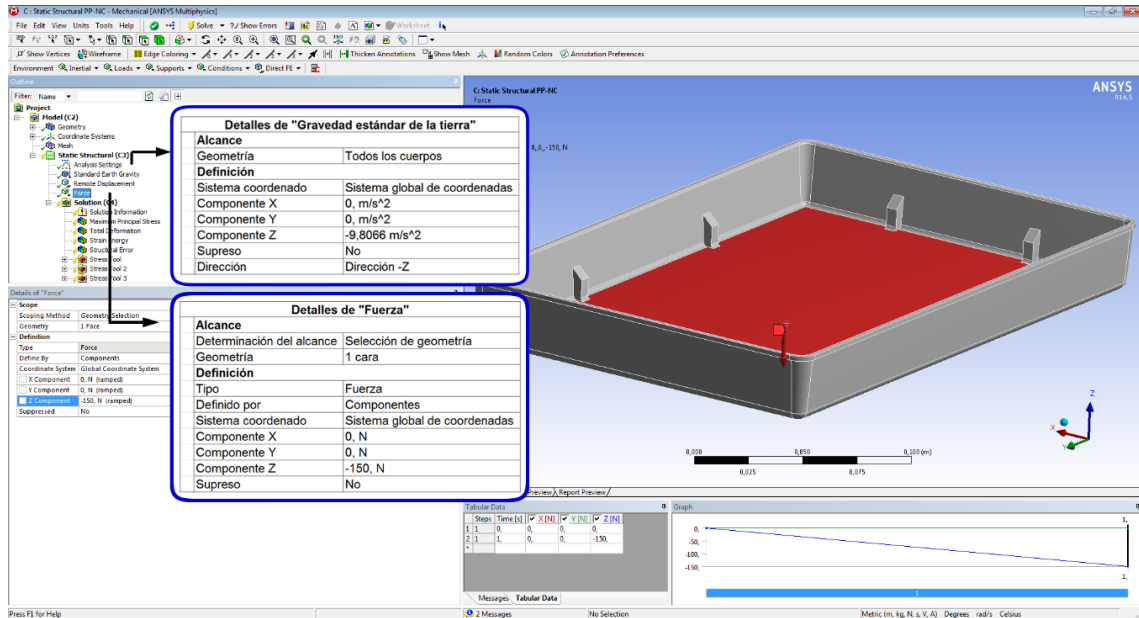 C : Static Structural PP-NC - Mechanical [ANSYS Multiphysics]
File Edit View Units Tools Help Solve ?/ Show Errors Worksheet
Show Vertices Wireframe Edge Coloring Thicken Annotations Show Mesh Random Colors Annotation Preferences
Environment Inertial Loads Supports Conditions Direct FE
Outline
Filter: Name
Project
Model (C2)
Geometry
Coordinate Systems
Mesh
Static Structural (C3)
Analysis Settings
Standard Earth Gravity
Remote Displacement
Force
Solution (C4)
Solution Information
Maximum Principal Stress
Total Deformation
Strain Energy
Structural Error
Stress Tool
Stress Tool 2
Stress Tool 3
Detalles de "Gravedad estándar de la tierra"
Alcance
Geometría Todos los cuerpos
Definición
Sistema coordenado Sistema global de coordenadas
Componente X 0, m/s^2
Componente Y 0, m/s^2
Componente Z -9,8066 m/s^2
Supreso No
Dirección Dirección -Z
Details of "Force"
Scope
Scoping Method Geometry Selection
Geometry 1 Face
Definition
Type Force
Define By Components
Coordinate System Global Coordinate System
X Component 0, N (ramped)
Y Component 0, N (ramped)
Z Component -150, N (ramped)
Suppressed No
Detalles de "Fuerza"
Alcance
Determinación del alcance Selección de geometría
Geometría 1 cara
Definición
Tipo Fuerza
Definido por Componentes
Sistema coordenado Sistema global de coordenadas
Componente X 0, N
Componente Y 0, N
Componente Z -150, N
Supreso No
C: Static Structural PP-NC
Force
0,,0,,-150, N
ANSYS
R14.5
Z
X
Y
0,000 0,050 0,100 (m)
0,025 0,075
Preview Report Preview
Tabular Data
Steps Time [s] X [N] Y [N] Z [N]
1 1 0, 0, 0, 0,
2 1 1, 0, 0, -150,
*
Messages Tabular Data
Graph
1,
0,
-50,
-100,
-150,
1,
1
Press F1 for Help 2 Messages No Selection Metric (m, kg, N, s, V, A) Degrees rad/s Celsius